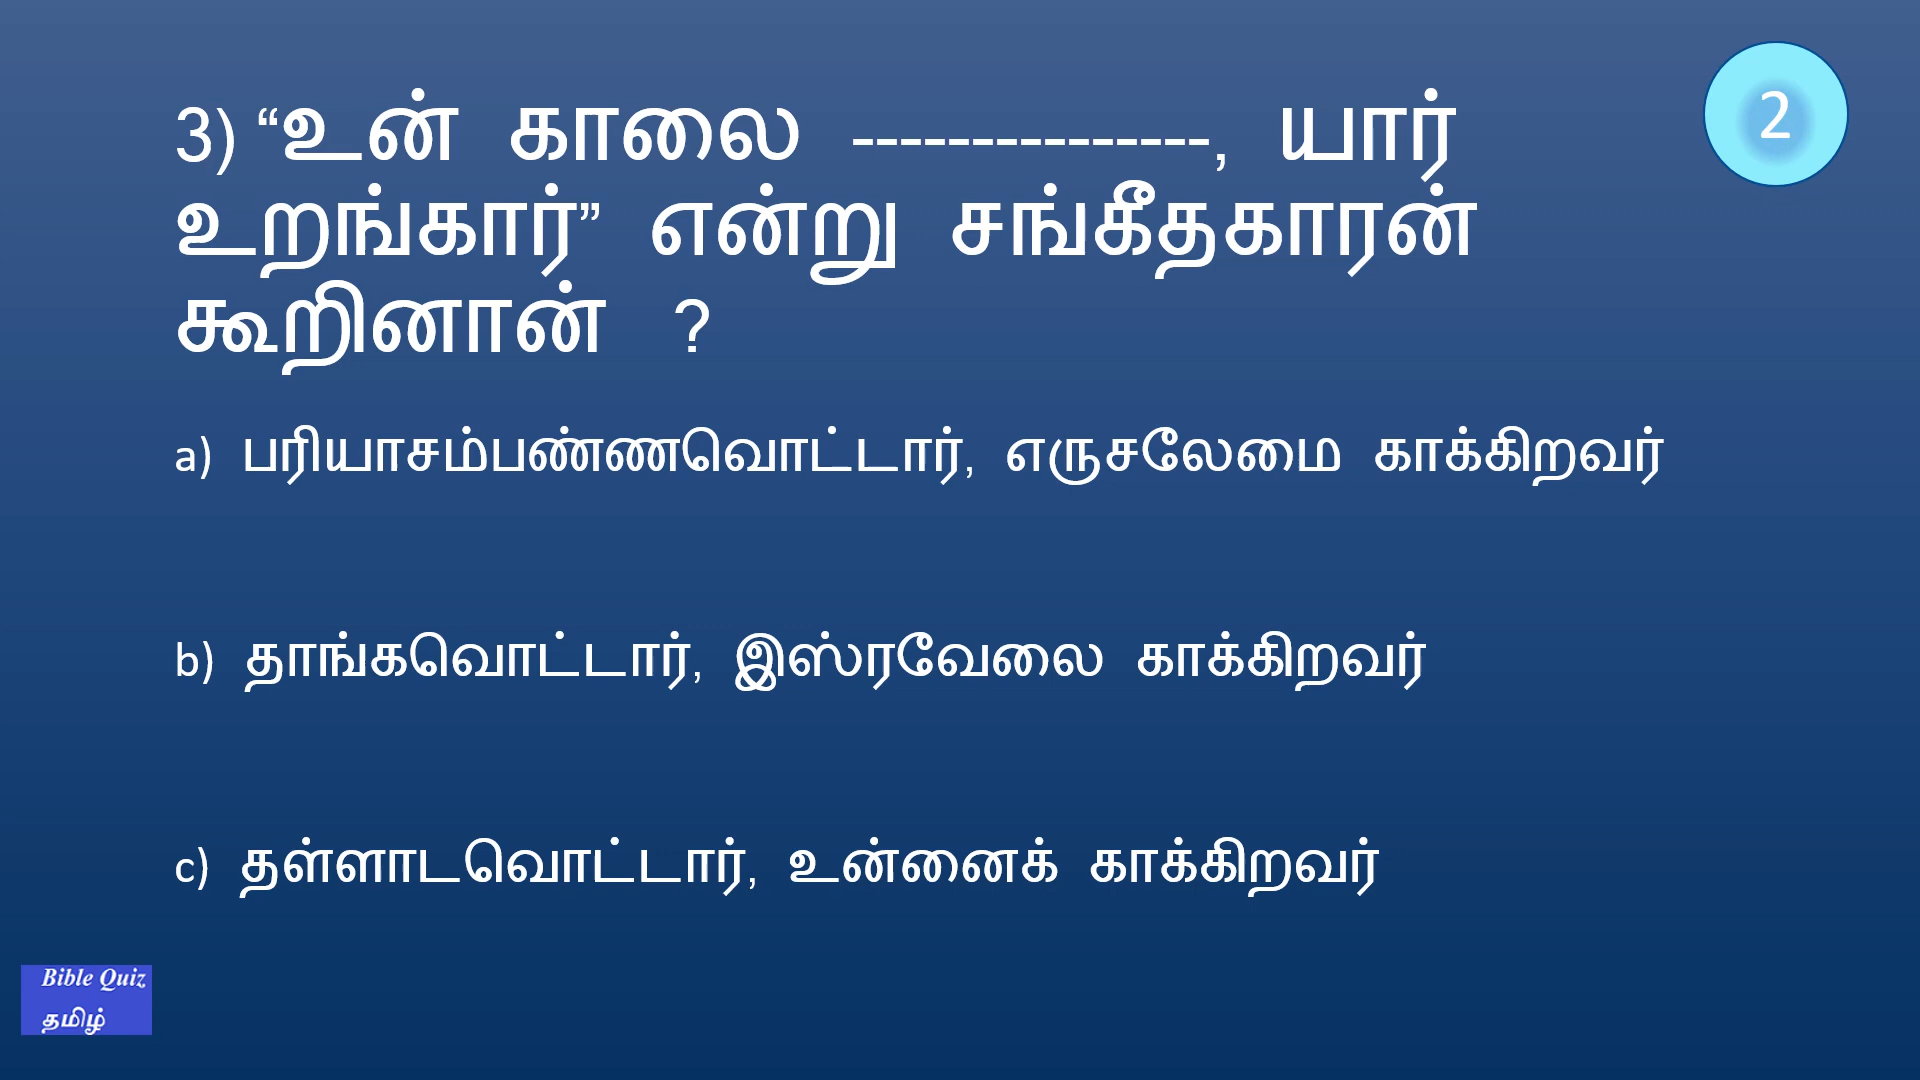 3) “உன் காலை ---------------, யார்
2
உறங்கார்” என்று சங்கீதகாரன்
கூறினான் ?
a) பரியாசம்பண்ணவொட்டார், எருசலேமை காக்கிறவர்
b) தாங்கவொட்டார், இஸ்ரவேலை காக்கிறவர்
c) தள்ளாடவொட்டார், உன்னைக் காக்கிறவர்
Bible Quiz
தமிழ்